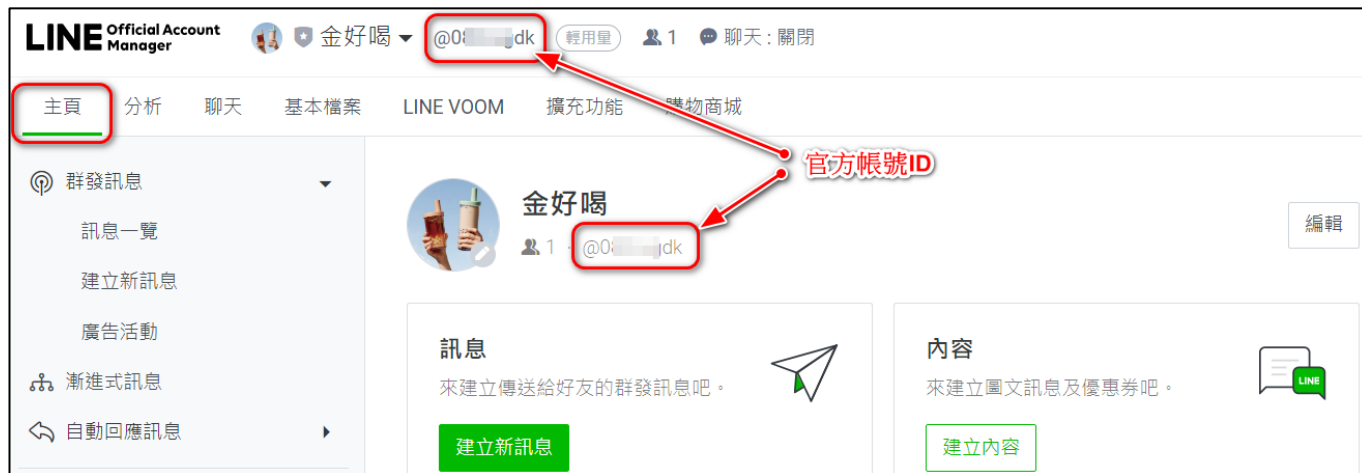 LINE Official Account Manager 金好喝 @0 dk 輕用量 1 聊天 : 關閉
主頁 分析 聊天 基本檔案 LINE VOOM 擴充功能 購物商城
官方帳號ID
群發訊息
訊息一覽
建立新訊息
廣告活動
漸進式訊息
自動回應訊息
金好喝
1 · @0 dk
編輯
訊息
來建立傳送給好友的群發訊息吧。
建立新訊息
內容
來建立圖文訊息及優惠券吧。
LINE
建立內容